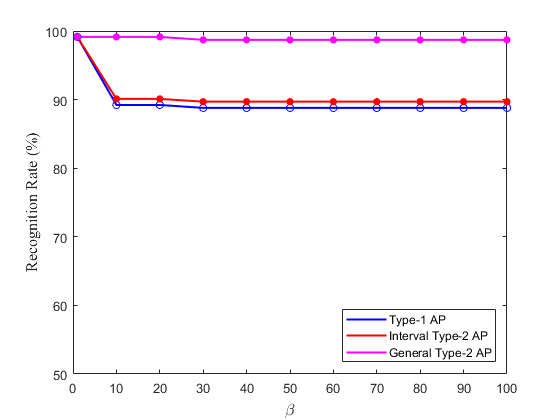 100
90
80
70
60
50
Recognition Rate (%)
0 10 20 30 40 50 60 70 80 90 100
β
Type-1 AP
Interval Type-2 AP
General Type-2 AP